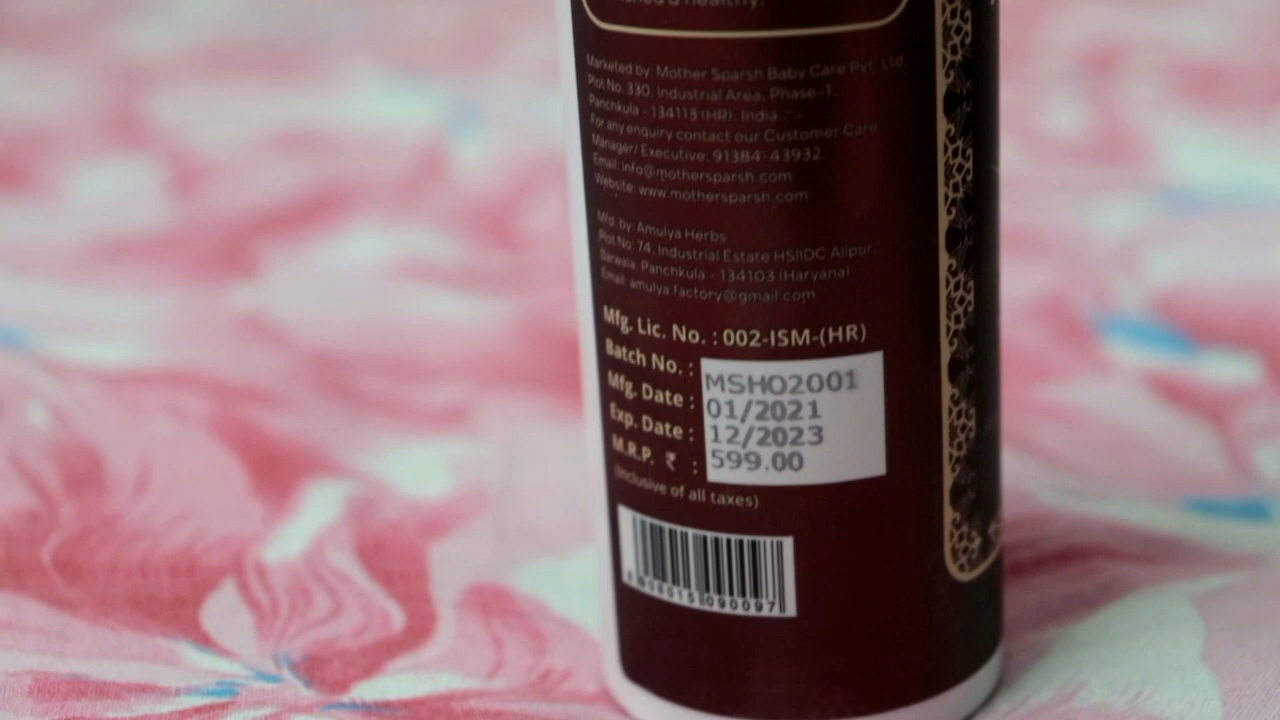 healthy.
Marketed by: Mother Sparsh Baby Care Pvt. Ltd.
Plot No. 330, Industrial Area, Phase-1,
Panchkula - 134113 (HR), India
For any enquiry contact our Customer Care
Manager/ Executive: 91384-43932
Email: info@mothersparsh.com
Website: www.mothersparsh.com
Mfd. by: Amulya Herbs
Plot No: 74, Industrial Estate HSIIDC Alipur,
Barwala, Panchkula - 134103 (Haryana)
Email: amulya.factory@gmail.com
Mfg. Lic. No. : 002-ISM-(HR)
Batch No. : MSHO2001
Mfg. Date : 01/2021
Exp. Date : 12/2023
M.R.P. ₹ : 599.00
(Inclusive of all taxes)
090097